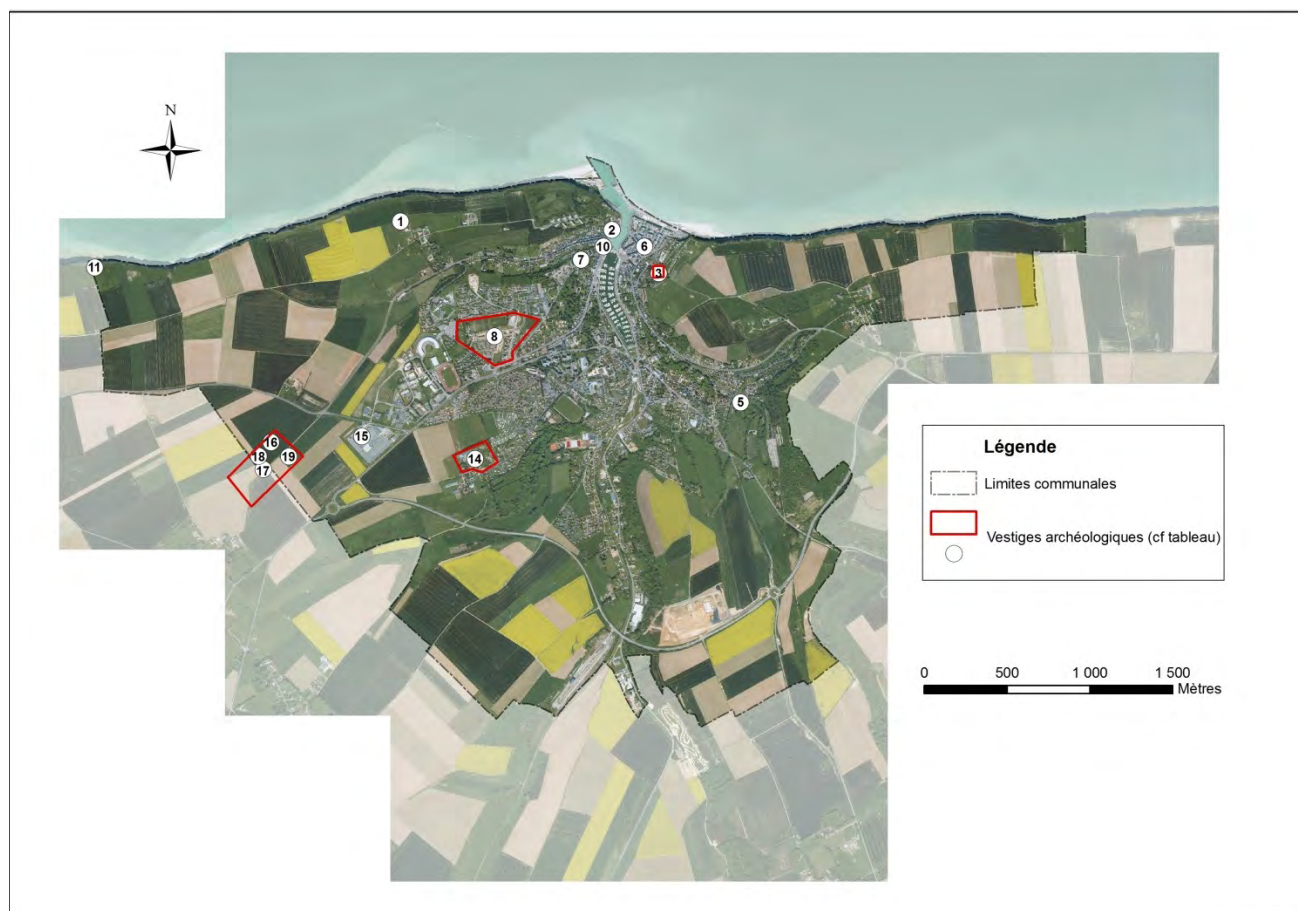 N
1
2
10
6
7
3
11
8
5
15
16
18
19
17
14
Légende
Limites communales
Vestiges archéologiques (cf tableau)
0 500 1 000 1 500
Mètres